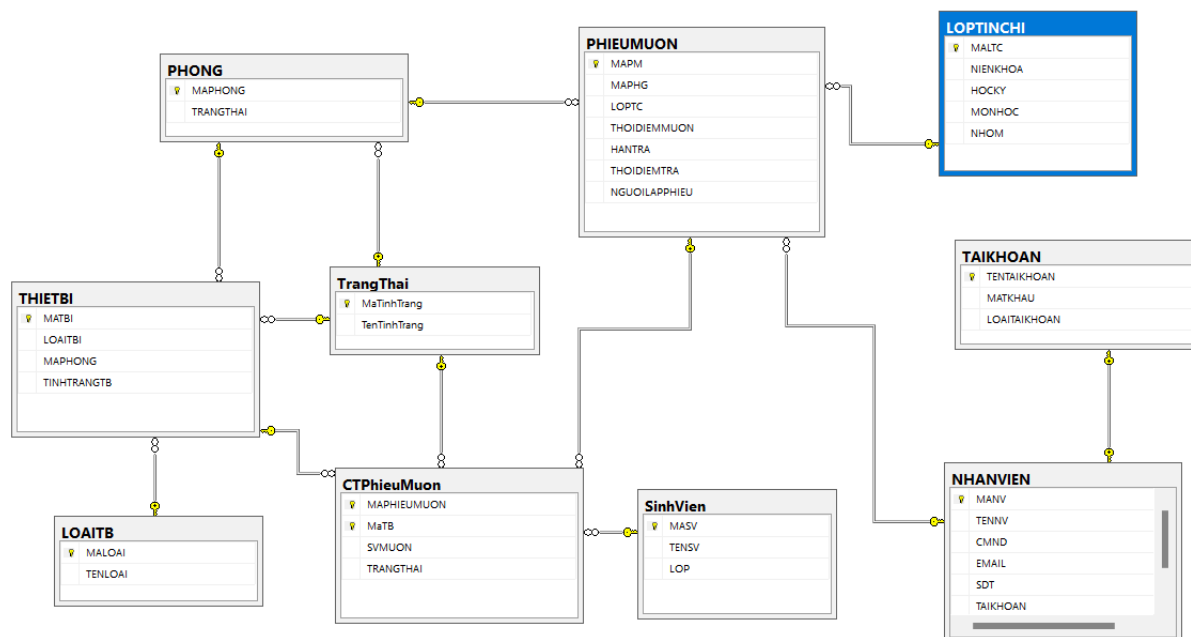 PHONG
MAPHONG
TRANGTHAI
PHIEUMUON
MAPM
MAPHG
LOPTC
THOIDIEMMUON
HANTRA
THOIDIEMTRA
NGUOILAPPHIEU
LOPTINCHI
MALTC
NIENKHOA
HOCKY
MONHOC
NHOM
TAIKHOAN
TENTAIKHOAN
MATKHAU
LOAITAIKHOAN
THIETBI
MATBI
LOAITBI
MAPHONG
TINHTRANGTB
TrangThai
MaTinhTrang
TenTinhTrang
LOAITB
MALOAI
TENLOAI
CTPhieuMuon
MAPHIEUMUON
MaTB
SVMUON
TRANGTHAI
SinhVien
MASV
TENSV
LOP
NHANVIEN
MANV
TENNV
CMND
EMAIL
SDT
TAIKHOAN